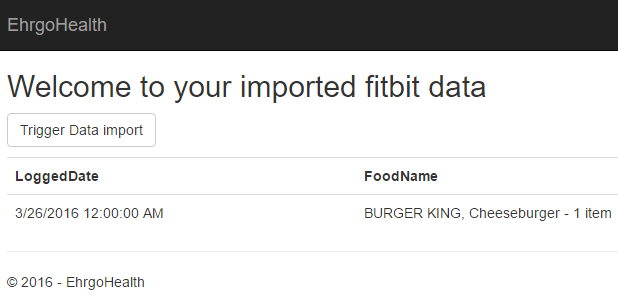 EhrgoHealth
Welcome to your imported fitbit data
Trigger Data import
LoggedDate FoodName
3/26/2016 12:00:00 AM BURGER KING, Cheeseburger - 1 item
© 2016 - EhrgoHealth